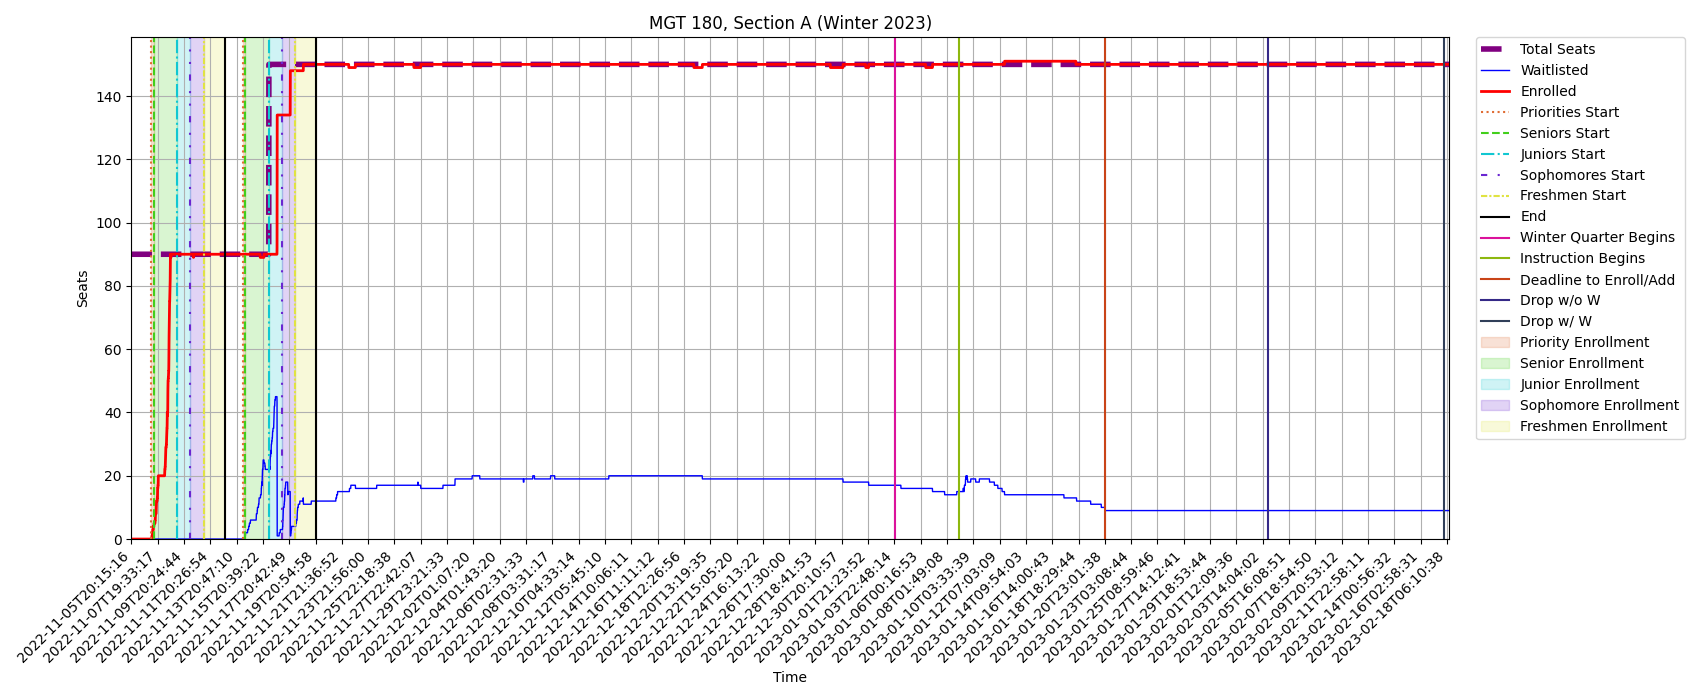 MGT 180, Section A (Winter 2023)
Seats
140
120
100
80
60
40
20
0
2022-11-05T20:15:16
2022-11-07T19:33:17
2022-11-09T20:24:44
2022-11-11T20:26:54
2022-11-13T20:47:10
2022-11-15T20:39:22
2022-11-17T20:42:49
2022-11-19T20:54:58
2022-11-21T21:36:52
2022-11-23T21:56:00
2022-11-25T22:18:38
2022-11-27T22:42:07
2022-11-29T23:21:33
2022-12-02T01:07:20
2022-12-04T01:43:20
2022-12-06T02:31:33
2022-12-08T03:31:17
2022-12-10T04:33:14
2022-12-12T05:45:10
2022-12-14T10:06:11
2022-12-16T11:11:12
2022-12-18T12:26:56
2022-12-20T13:19:35
2022-12-22T15:05:20
2022-12-24T16:13:22
2022-12-26T17:30:00
2022-12-28T18:41:53
2022-12-30T20:10:57
2023-01-01T21:23:52
2023-01-03T22:48:14
2023-01-06T00:16:53
2023-01-08T01:49:08
2023-01-10T03:33:39
2023-01-12T07:03:09
2023-01-14T09:54:03
2023-01-16T14:00:43
2023-01-18T18:29:44
2023-01-20T23:01:38
2023-01-23T03:08:44
2023-01-25T08:59:46
2023-01-27T14:12:41
2023-01-29T18:53:44
2023-02-01T12:09:36
2023-02-03T14:04:02
2023-02-05T16:08:51
2023-02-07T18:54:50
2023-02-09T20:53:12
2023-02-11T22:58:11
2023-02-14T00:56:32
2023-02-16T02:58:31
2023-02-18T06:10:38
Time
Total Seats
Waitlisted
Enrolled
Priorities Start
Seniors Start
Juniors Start
Sophomores Start
Freshmen Start
End
Winter Quarter Begins
Instruction Begins
Deadline to Enroll/Add
Drop w/o W
Drop w/ W
Priority Enrollment
Senior Enrollment
Junior Enrollment
Sophomore Enrollment
Freshmen Enrollment